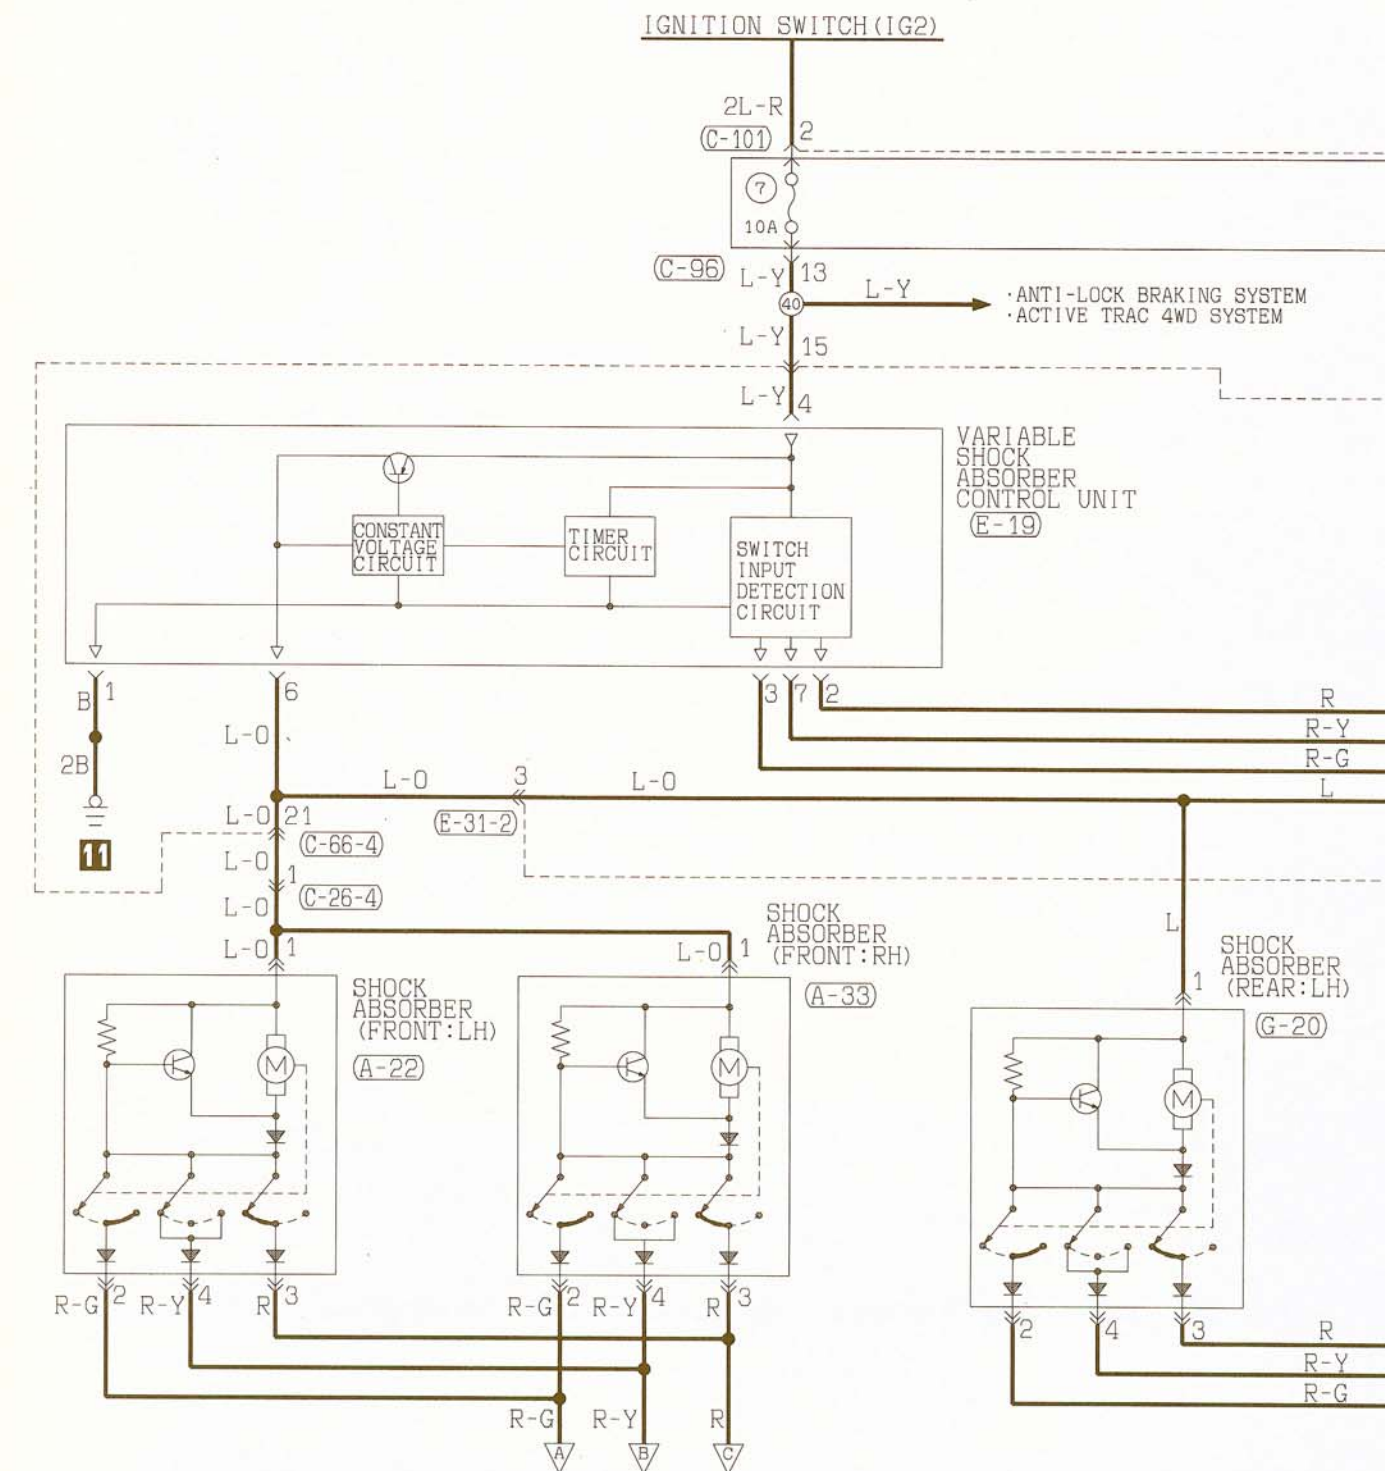 IGNITION SWITCH(IG2)
2L-R
2
(C-101)
7
10A
(C-96)
L-Y
13
40
L-Y
·ANTI-LOCK BRAKING SYSTEM
·ACTIVE TRAC 4WD SYSTEM
L-Y
15
L-Y
4
VARIABLE
SHOCK
ABSORBER
CONTROL UNIT
(E-19)
CONSTANT
VOLTAGE
CIRCUIT
TIMER
CIRCUIT
SWITCH
INPUT
DETECTION
CIRCUIT
B
1
6
3
7
2
R
R-Y
R-G
L
2B
L-O
11
L-O
3
L-O
(E-31-2)
L-O
21
(C-66-4)
L-O
1
(C-26-4)
L-O
L-O
1
SHOCK
ABSORBER
(FRONT:LH)
(A-22)
L-O
1
SHOCK
ABSORBER
(FRONT:RH)
(A-33)
L
1
SHOCK
ABSORBER
(REAR:LH)
(G-20)
M
M
M
R-G
2
R-Y
4
R
3
R-G
2
R-Y
4
R
3
2
4
3
R
R-Y
R-G
R-G
R-Y
R
A
B
C